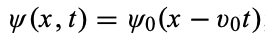 ψ(x, t) = ψ₀(x − v₀t)